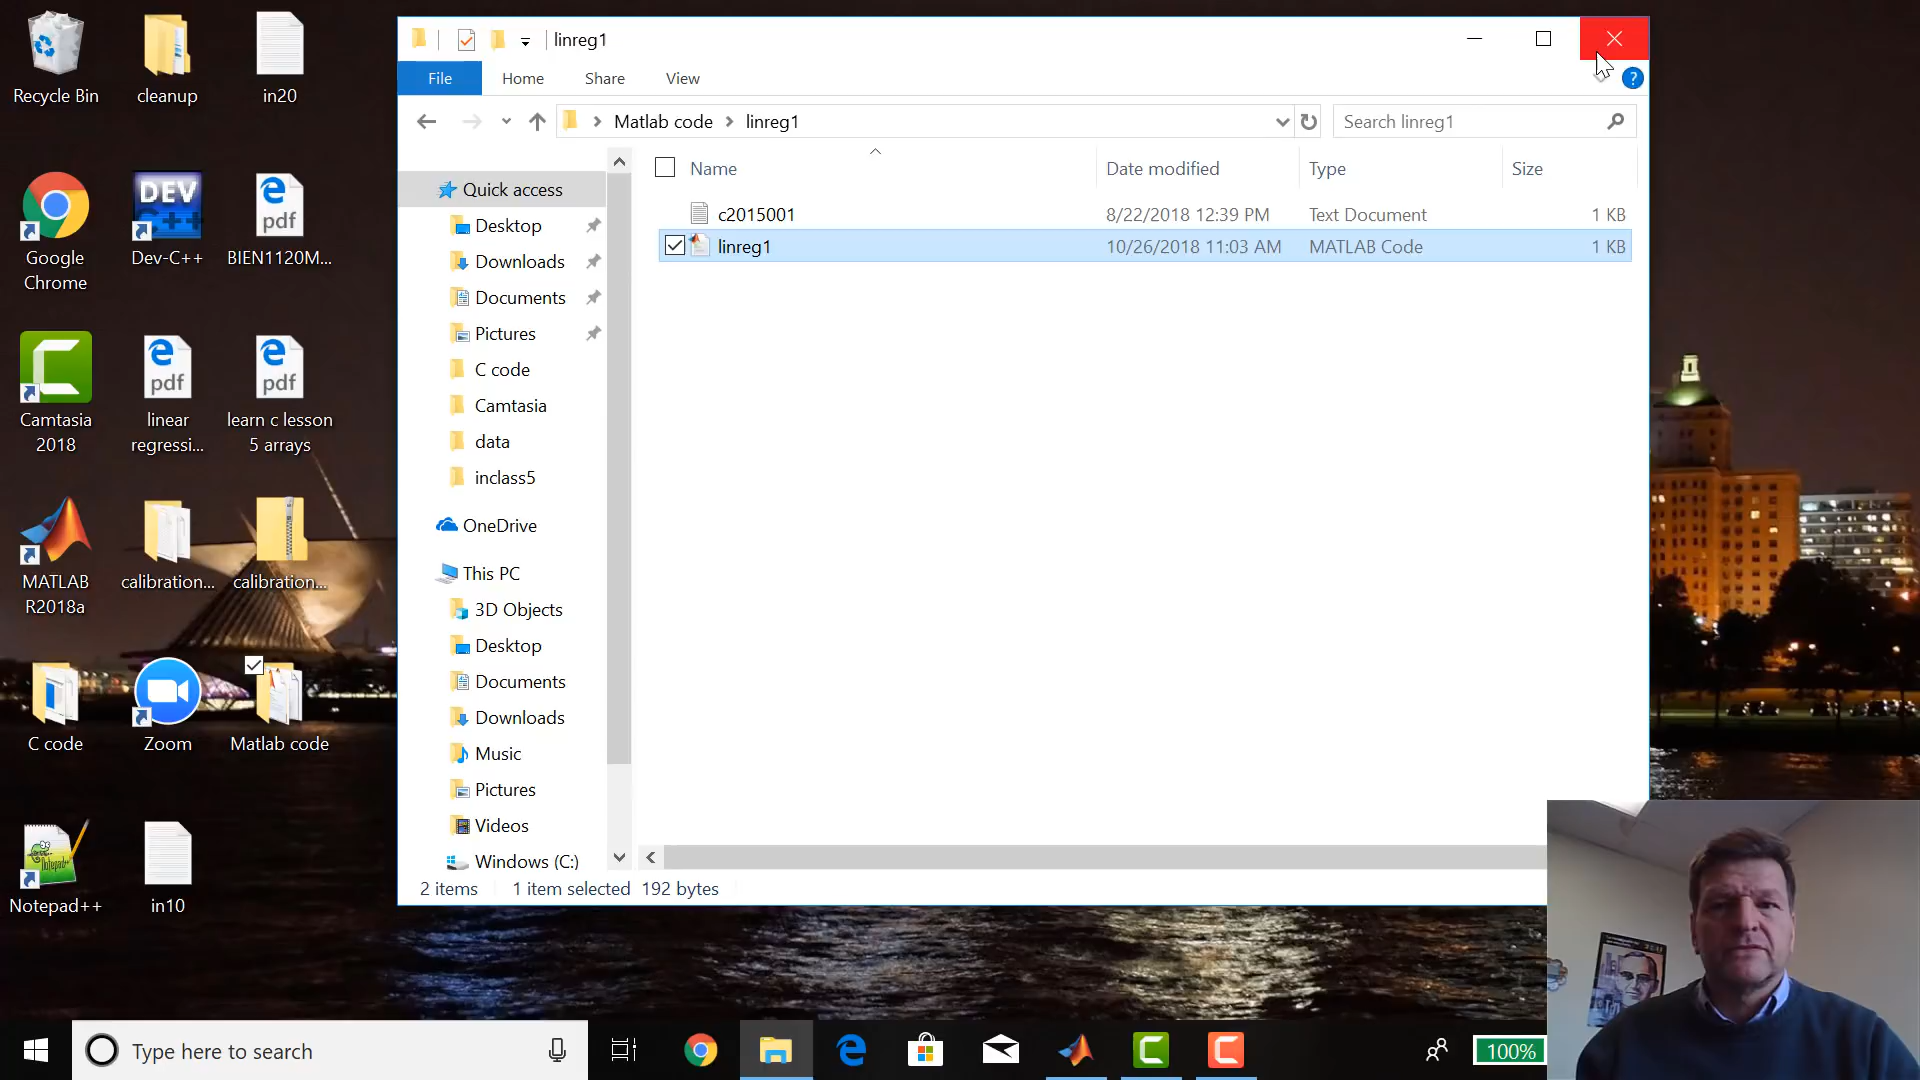 Recycle Bin
cleanup
in20
Google
Chrome
DEV
C++
Dev-C++
pdf
BIEN1120M...
Camtasia
2018
pdf
linear
regressi...
pdf
learn c lesson
5 arrays
MATLAB
R2018a
calibration...
calibration...
C code
Zoom
Matlab code
Notepad++
in10
linreg1
File
Home
Share
View
?
Matlab code
linreg1
Search linreg1
Quick access
Desktop
Downloads
Documents
Pictures
C code
Camtasia
data
inclass5
OneDrive
This PC
3D Objects
Desktop
Documents
Downloads
Music
Pictures
Videos
Windows (C:)
Name
Date modified
Type
Size
c2015001
8/22/2018 12:39 PM
Text Document
1 KB
linreg1
10/26/2018 11:03 AM
MATLAB Code
1 KB
2 items
1 item selected 192 bytes
Type here to search
100%